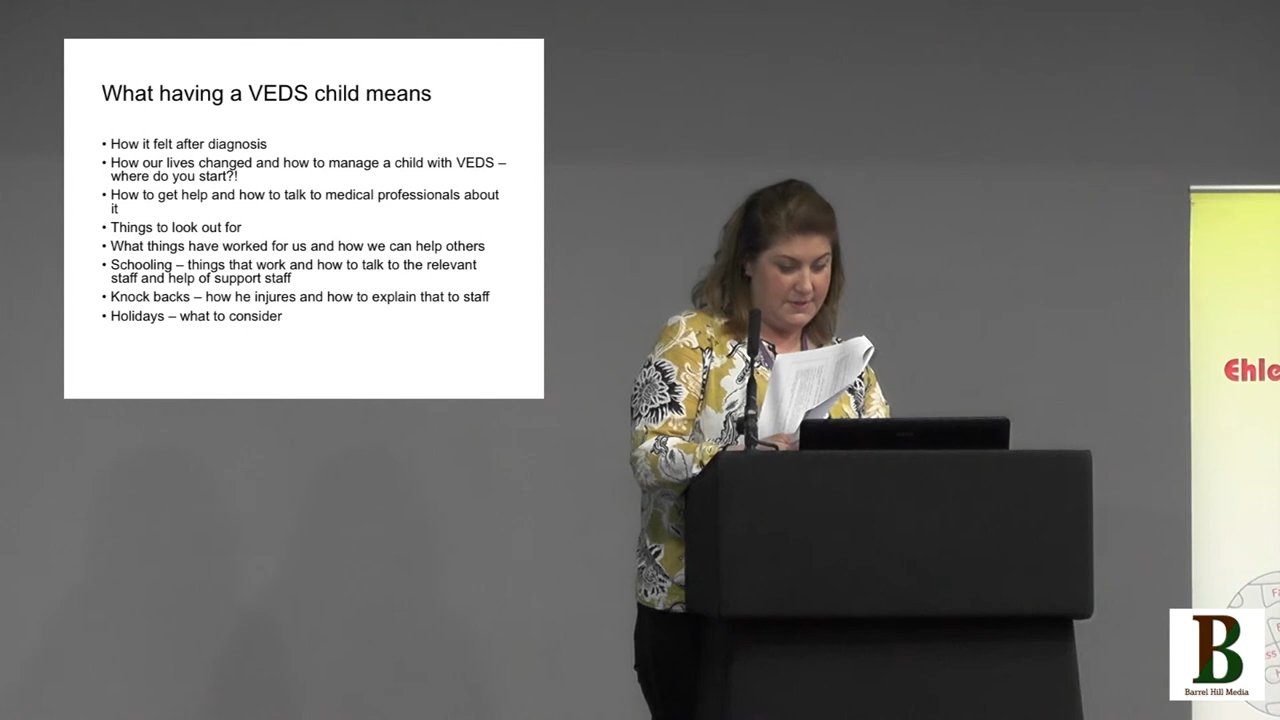 What having a VEDS child means
• How it felt after diagnosis
• How our lives changed and how to manage a child with VEDS –
where do you start?!
• How to get help and how to talk to medical professionals about
it
• Things to look out for
• What things have worked for us and how we can help others
• Schooling – things that work and how to talk to the relevant
staff and help of support staff
• Knock backs – how he injures and how to explain that to staff
• Holidays – what to consider
Ehle
B
Barrel Hill Media